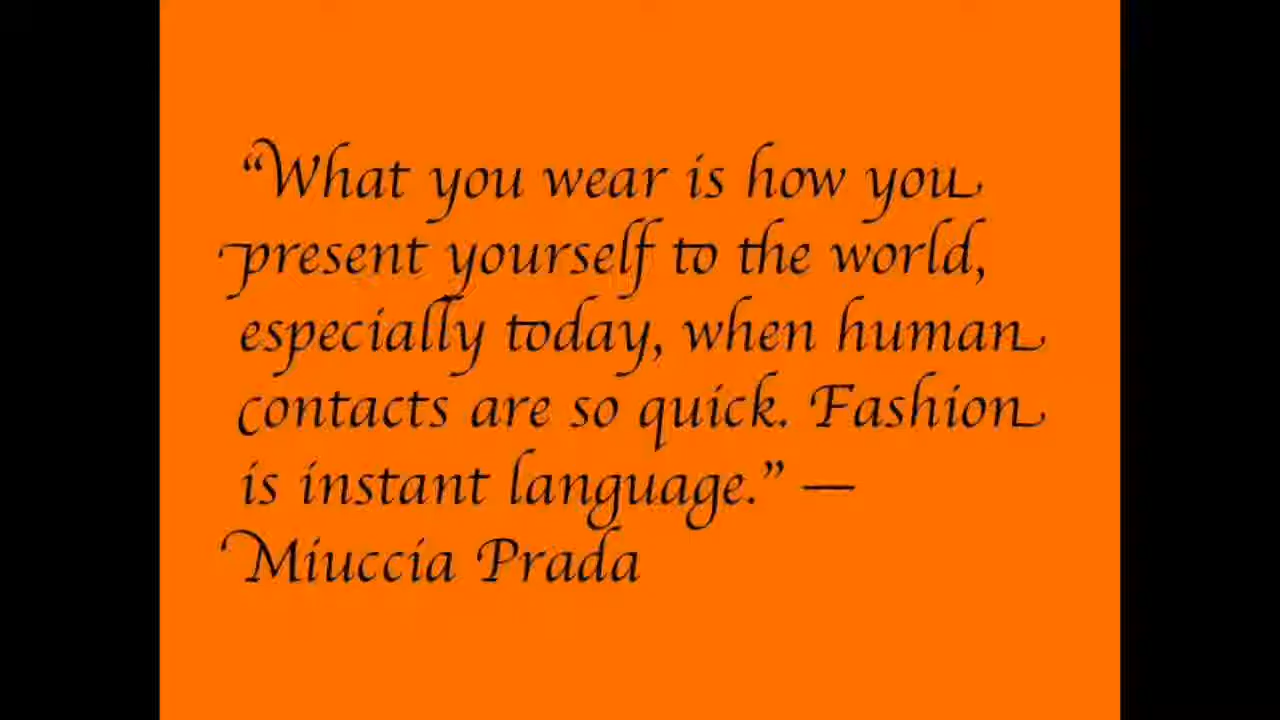 “What you wear is how you
present yourself to the world,
especially today, when human
contacts are so quick. Fashion
is instant language.” —
Miuccia Prada